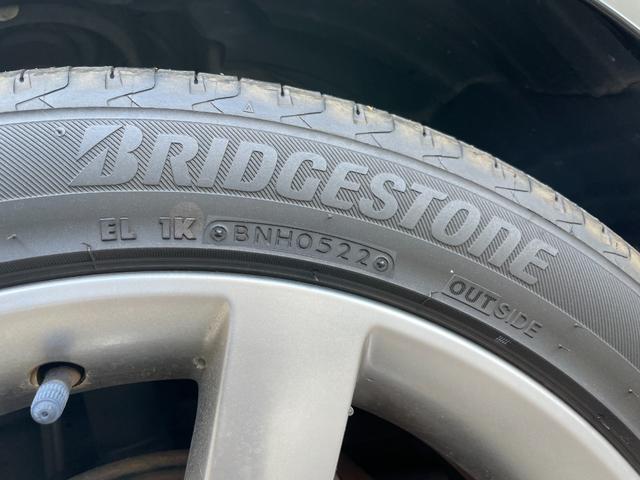 BRIDGESTONE
EL 1K BNH0522
OUTSIDE